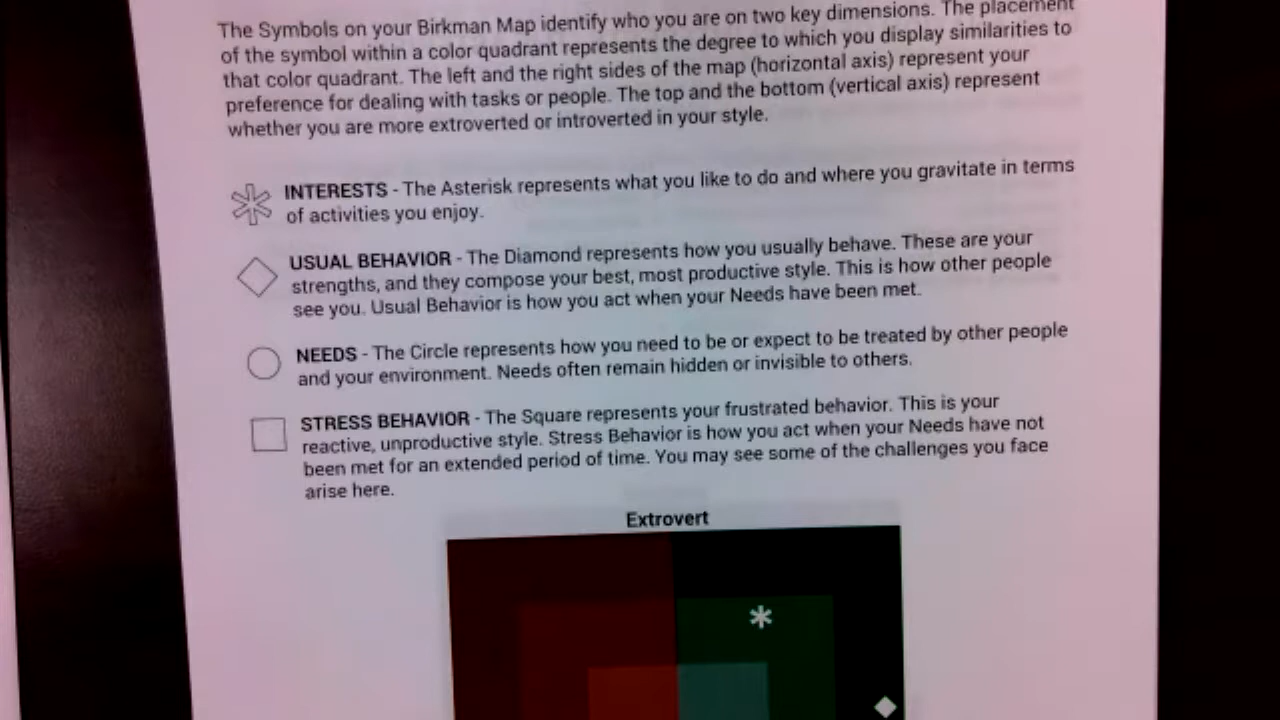 The Symbols on your Birkman Map identify who you are on two key dimensions. The placement
of the symbol within a color quadrant represents the degree to which you display similarities to
that color quadrant. The left and the right sides of the map (horizontal axis) represent your
preference for dealing with tasks or people. The top and the bottom (vertical axis) represent
whether you are more extroverted or introverted in your style.
INTERESTS - The Asterisk represents what you like to do and where you gravitate in terms
of activities you enjoy.
USUAL BEHAVIOR - The Diamond represents how you usually behave. These are your
strengths, and they compose your best, most productive style. This is how other people
see you. Usual Behavior is how you act when your Needs have been met.
NEEDS - The Circle represents how you need to be or expect to be treated by other people
and your environment. Needs often remain hidden or invisible to others.
STRESS BEHAVIOR - The Square represents your frustrated behavior. This is your
reactive, unproductive style. Stress Behavior is how you act when your Needs have not
been met for an extended period of time. You may see some of the challenges you face
arise here.
Extrovert